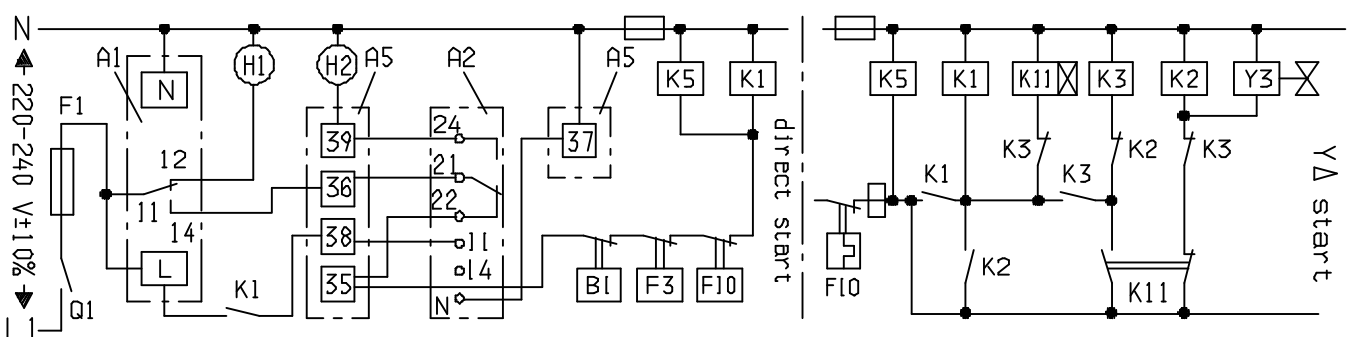 N
220-240 V±10%
L1
F1
Q1
A1
N
12
11
14
L
H1
H2
K1
A5
39
36
38
35
A2
24
21
22
11
14
N
A5
37
B1
F3
F10
K5
K1
direct start
F10
K5
K1
K11
K3
K2
Y3
K1
K3
K3
K2
K3
K2
K11
YΔ start